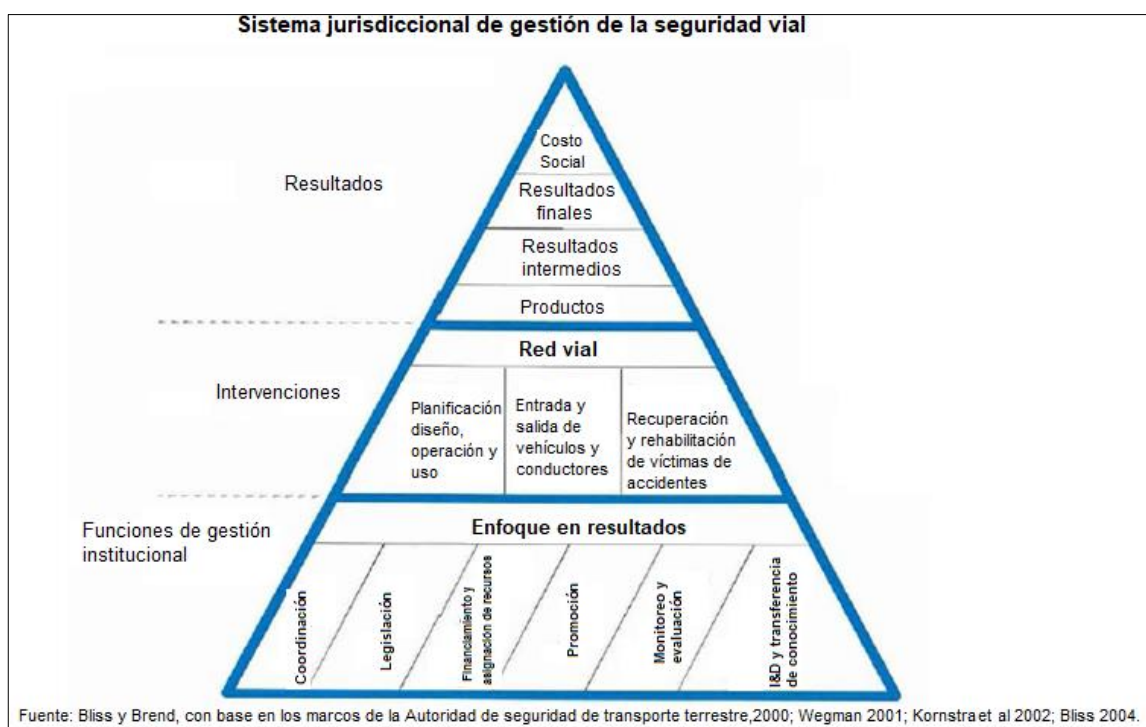 Sistema jurisdiccional de gestión de la seguridad vial
Costo
Social
Resultados
Resultados
finales
Resultados
intermedios
Productos
Intervenciones
Red vial
Planificación
diseño,
operación y
uso
Entrada y
salida de
vehículos y
conductores
Recuperación
y rehabilitación
de víctimas de
accidentes
Funciones de gestión
institucional
Enfoque en resultados
Coordinación
Legislación
Financiamiento y
asignación de recursos
Promoción
Monitoreo y
evaluación
I&D y transferencia
de conocimiento
Fuente: Bliss y Brend, con base en los marcos de la Autoridad de seguridad de transporte terrestre,2000; Wegman 2001; Kornstra et al 2002; Bliss 2004.